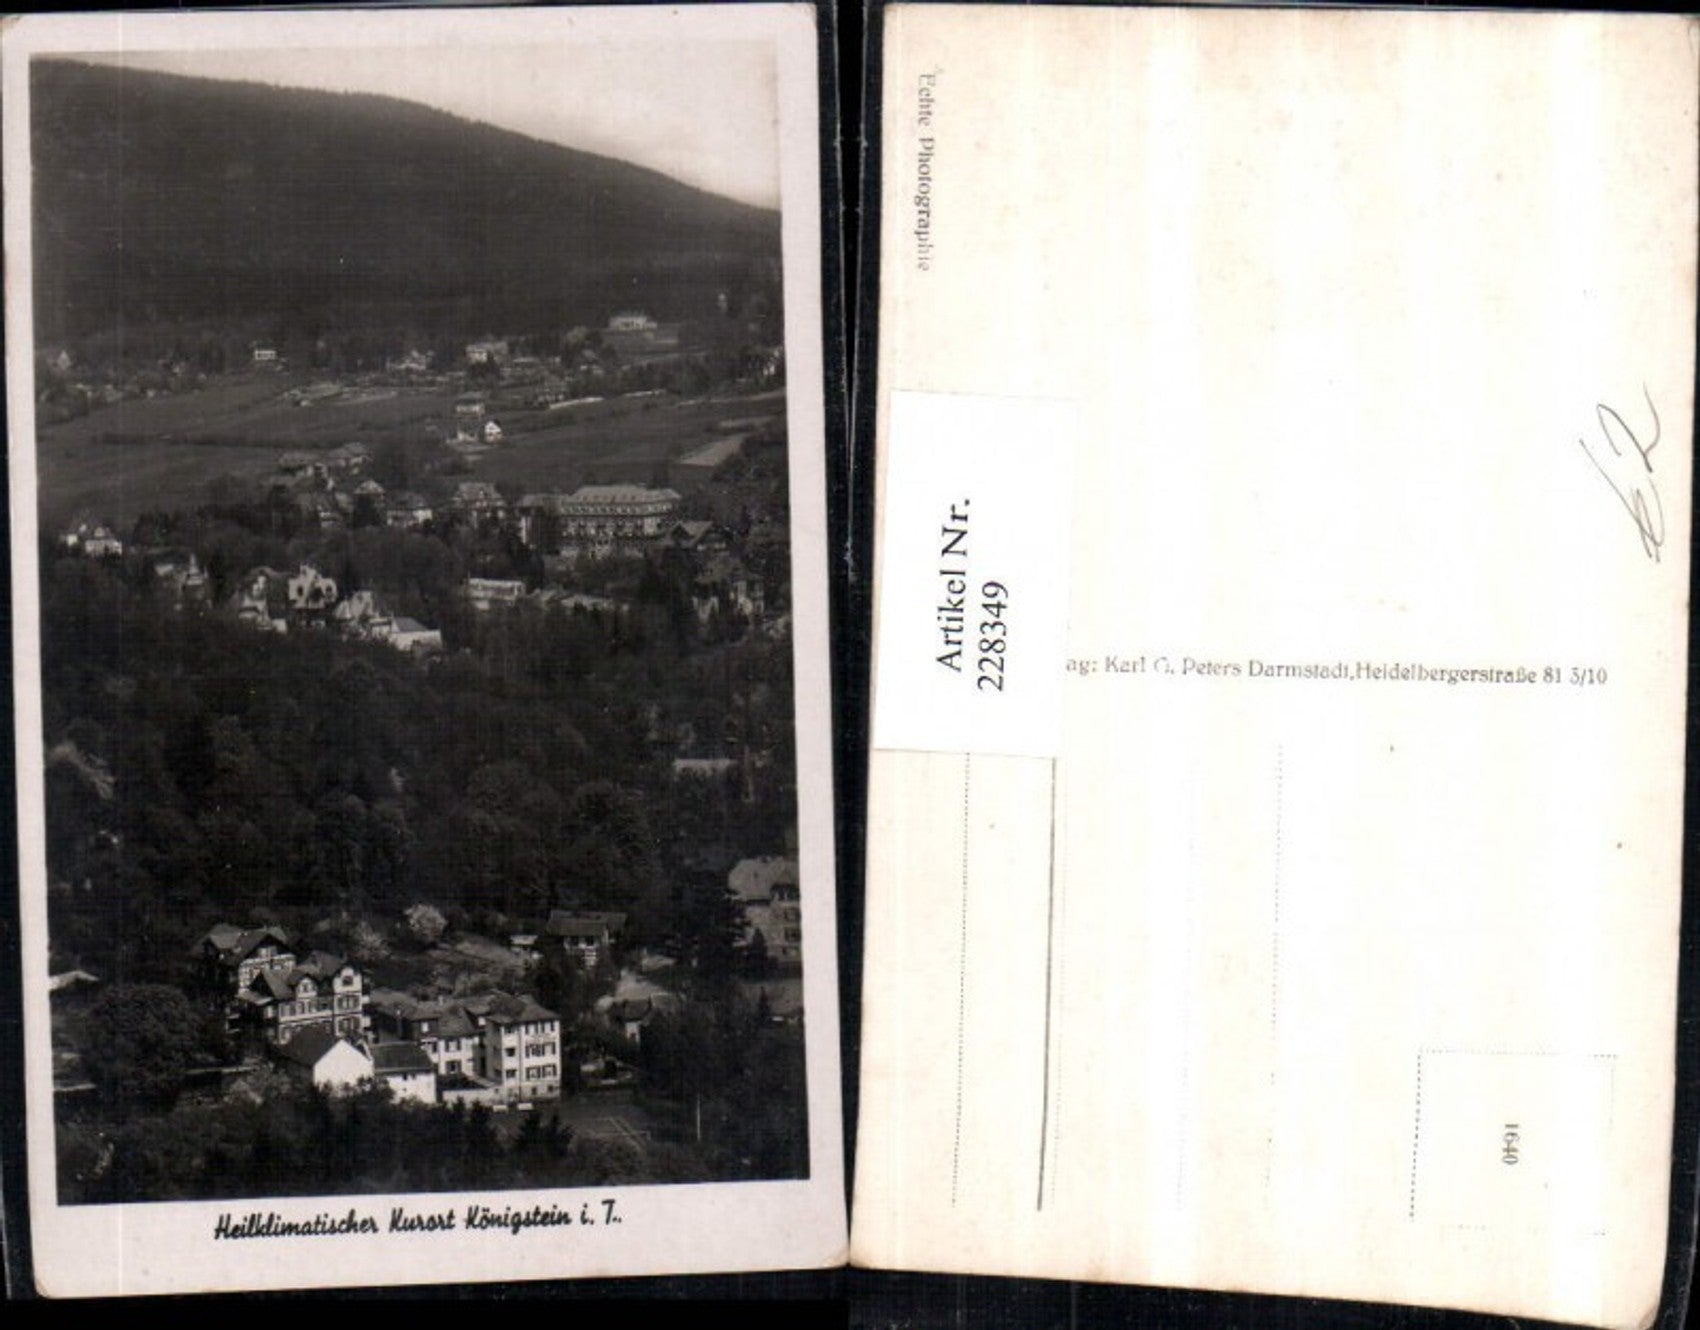 Heilklimatischer Kurort Königstein i. T.
Echte Photographie
Artikel Nr.
228349
ag: Karl G. Peters Darmstadt, Heidelbergerstraße 81 3/10
1640